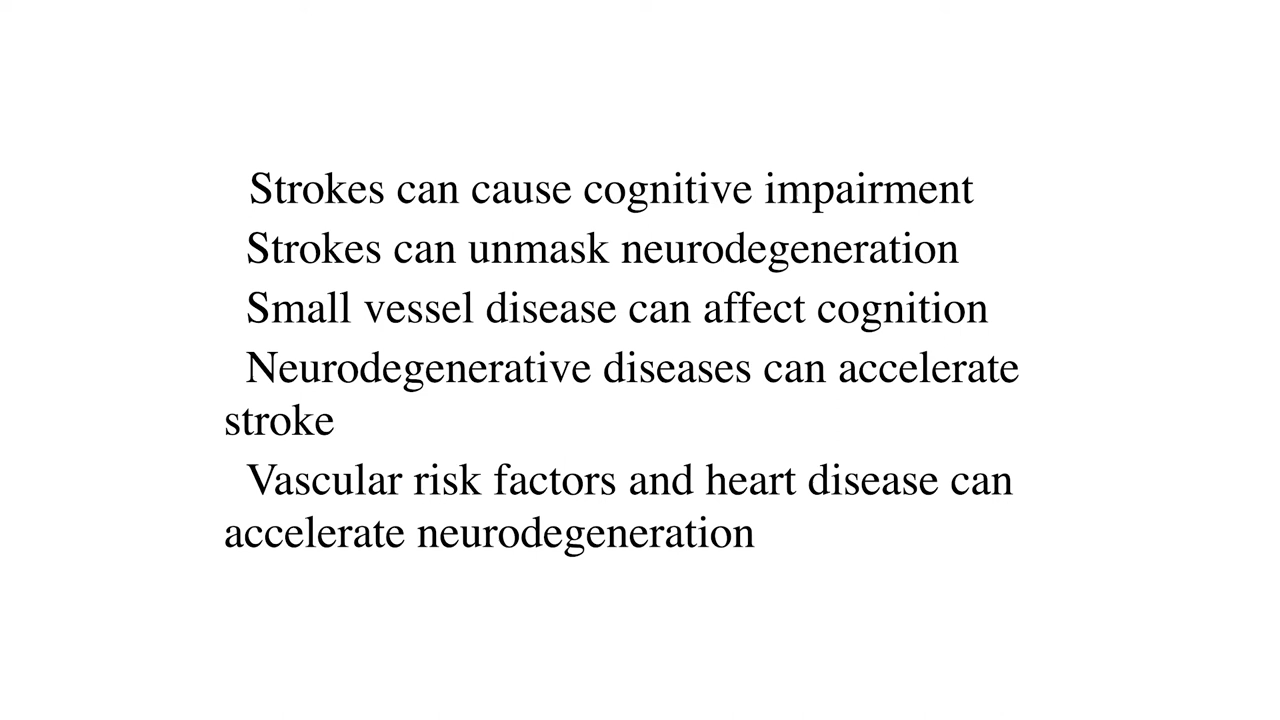 Strokes can cause cognitive impairment
Strokes can unmask neurodegeneration
Small vessel disease can affect cognition
Neurodegenerative diseases can accelerate
stroke
Vascular risk factors and heart disease can
accelerate neurodegeneration